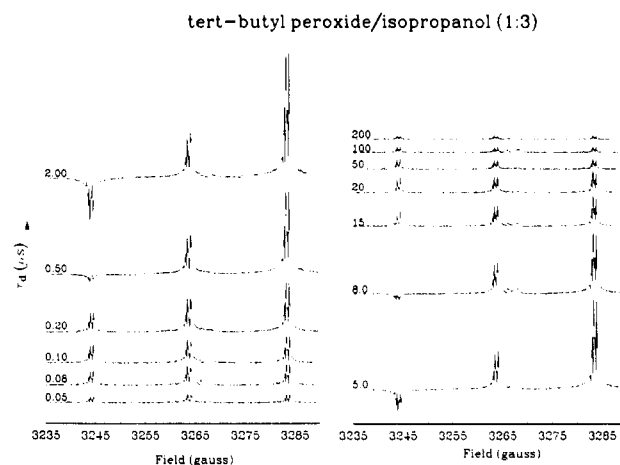 tert-butyl peroxide/isopropanol (1:3)
τd (μs)
2.00
0.50
0.20
0.10
0.08
0.05
3235 3245 3255 3265 3275 3285
Field (gauss)
200
100
50
20
15
8.0
5.0
3235 3245 3255 3265 3275 3285
Field (gauss)